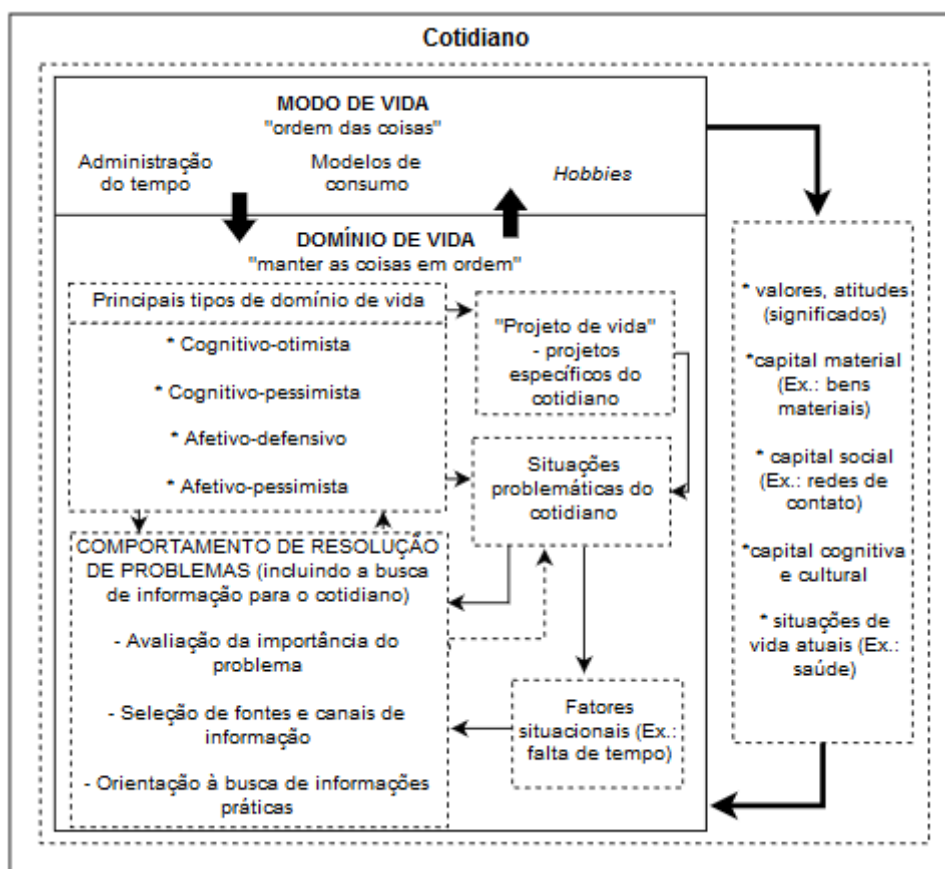 Cotidiano
MODO DE VIDA
"ordem das coisas"
Administração
do tempo
Modelos de
consumo
Hobbies
DOMÍNIO DE VIDA
"manter as coisas em ordem"
Principais tipos de domínio de vida
* Cognitivo-otimista
* Cognitivo-pessimista
* Afetivo-defensivo
* Afetivo-pessimista
"Projeto de vida"
- projetos
específicos do
cotidiano
Situações
problemáticas do
cotidiano
COMPORTAMENTO DE RESOLUÇÃO
DE PROBLEMAS (incluindo a busca
de informação para o cotidiano)
- Avaliação da importância do
problema
- Seleção de fontes e canais de
informação
- Orientação à busca de informações
práticas
Fatores
situacionais (Ex.:
falta de tempo)
* valores, atitudes
(significados)
*capital material
(Ex.: bens
materiais)
* capital social
(Ex.: redes de
contato)
*capital cognitiva
e cultural
* situações de
vida atuais (Ex.:
saúde)